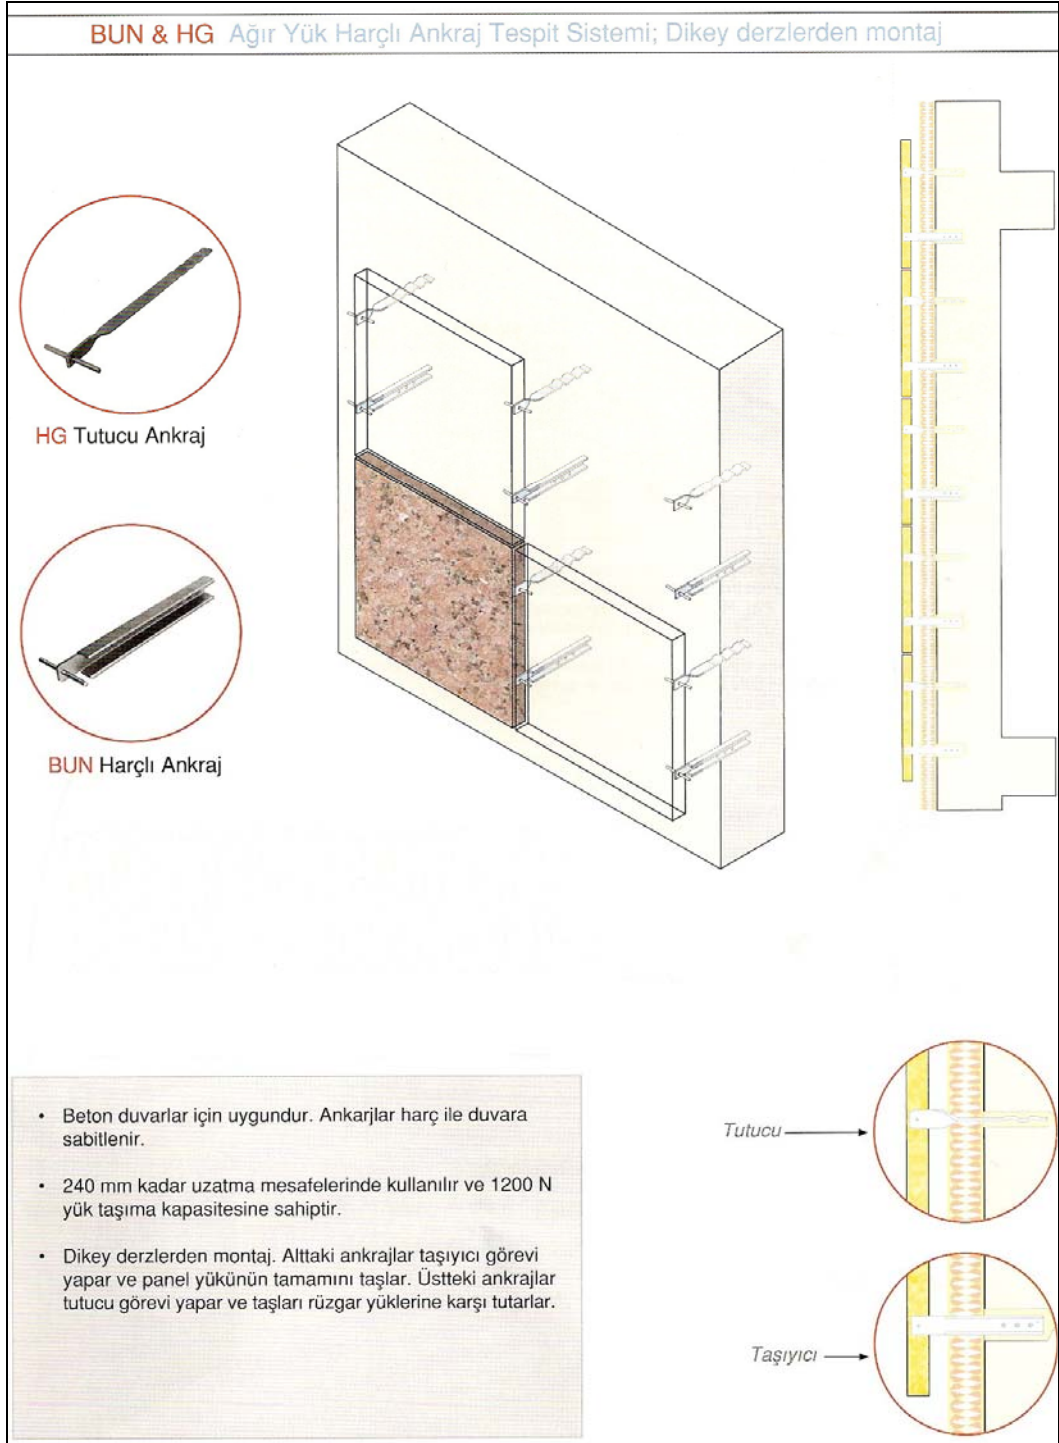 BUN & HG Ağır Yük Harçlı Ankraj Tespit Sistemi; Dikey derzlerden montaj
HG Tutucu Ankraj
BUN Harçlı Ankraj
• Beton duvarlar için uygundur. Ankarjlar harç ile duvara
sabitlenir.
• 240 mm kadar uzatma mesafelerinde kullanılır ve 1200 N
yük taşıma kapasitesine sahiptir.
• Dikey derzlerden montaj. Alttaki ankrajlar taşıyıcı görevi
yapar ve panel yükünün tamamını taşlar. Üstteki ankrajlar
tutucu görevi yapar ve taşları rüzgar yüklerine karşı tutarlar.
Tutucu
Taşıyıcı